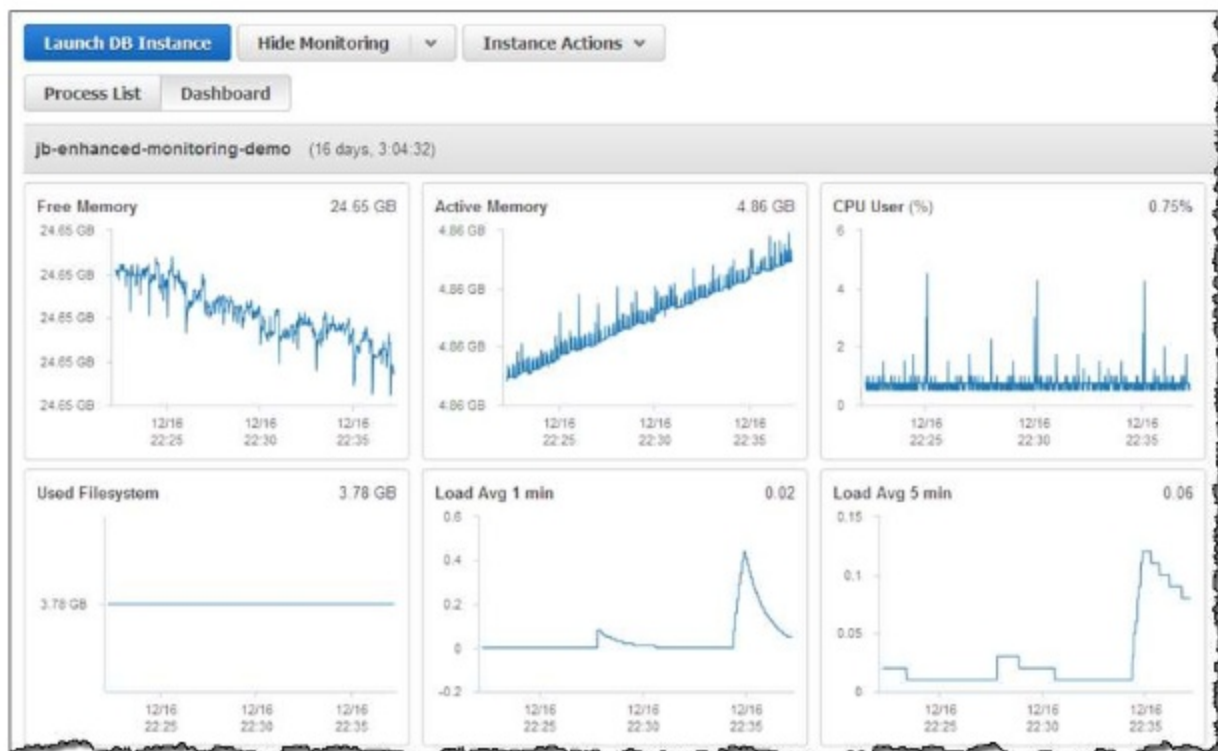 Launch DB Instance Hide Monitoring Instance Actions
Process List Dashboard
jb-enhanced-monitoring-demo (16 days, 3:04:32)
Free Memory 24.65 GB
24.65 GB
24.65 GB
24.65 GB
24.65 GB
24.65 GB
12/16 12/16 12/16
22:25 22:30 22:35
Active Memory 4.86 GB
4.86 GB
4.86 GB
4.86 GB
4.86 GB
12/16 12/16 12/16
22:25 22:30 22:35
CPU User (%) 0.75%
6
4
2
0
12/16 12/16 12/16
22:25 22:30 22:35
Used Filesystem 3.78 GB
3.78 GB
12/16 12/16 12/16
22:25 22:30 22:35
Load Avg 1 min 0.02
0.6
0.4
0.2
0
-0.2
12/16 12/16 12/16
22:25 22:30 22:35
Load Avg 5 min 0.06
0.15
0.1
0.05
0
12/16 12/16 12/16
22:25 22:30 22:35